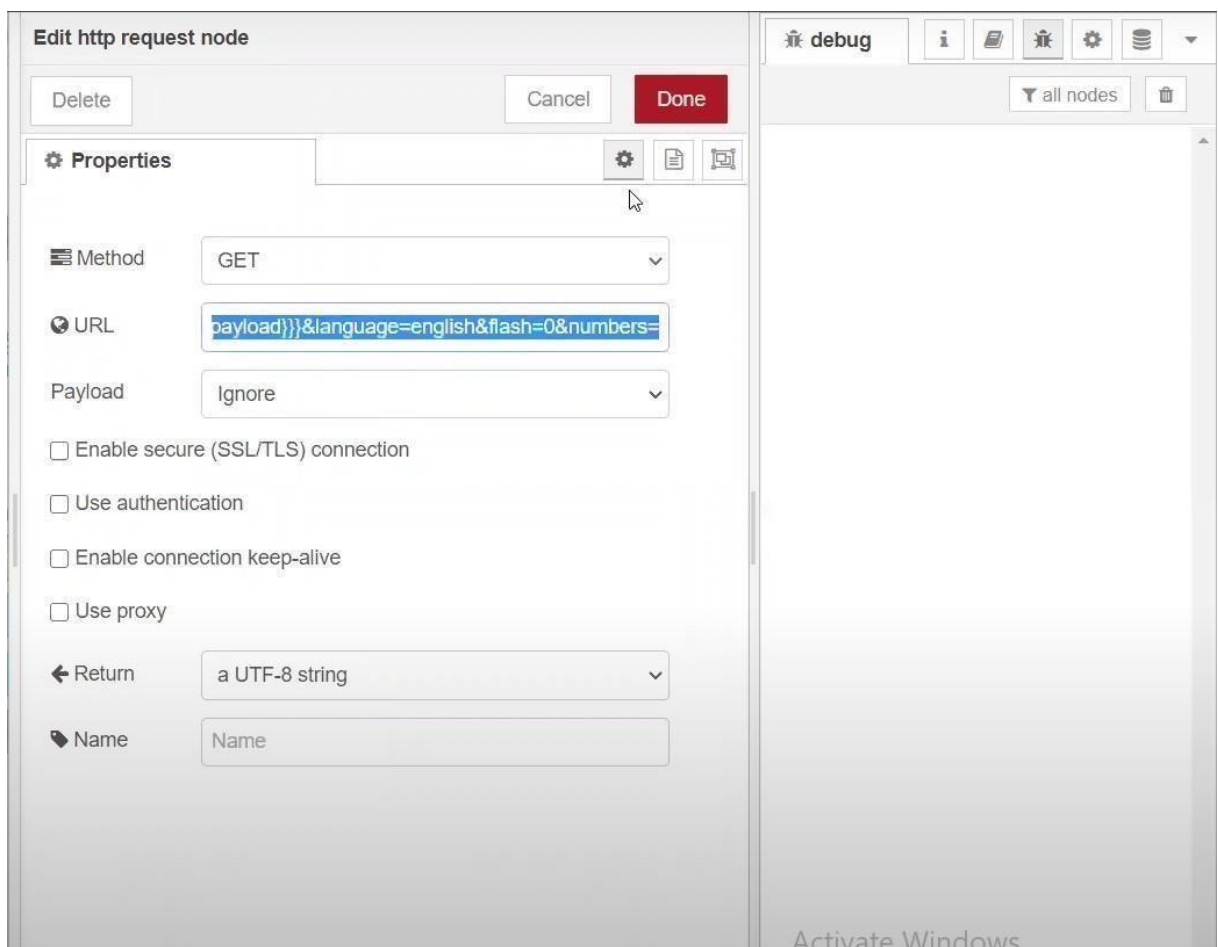 Edit http request node
debug
Delete
Cancel
Done
all nodes
Properties
Method
GET
URL
payload}}}&language=english&flash=0&numbers=
Payload
Ignore
Enable secure (SSL/TLS) connection
Use authentication
Enable connection keep-alive
Use proxy
Return
a UTF-8 string
Name
Name
Activate Windows